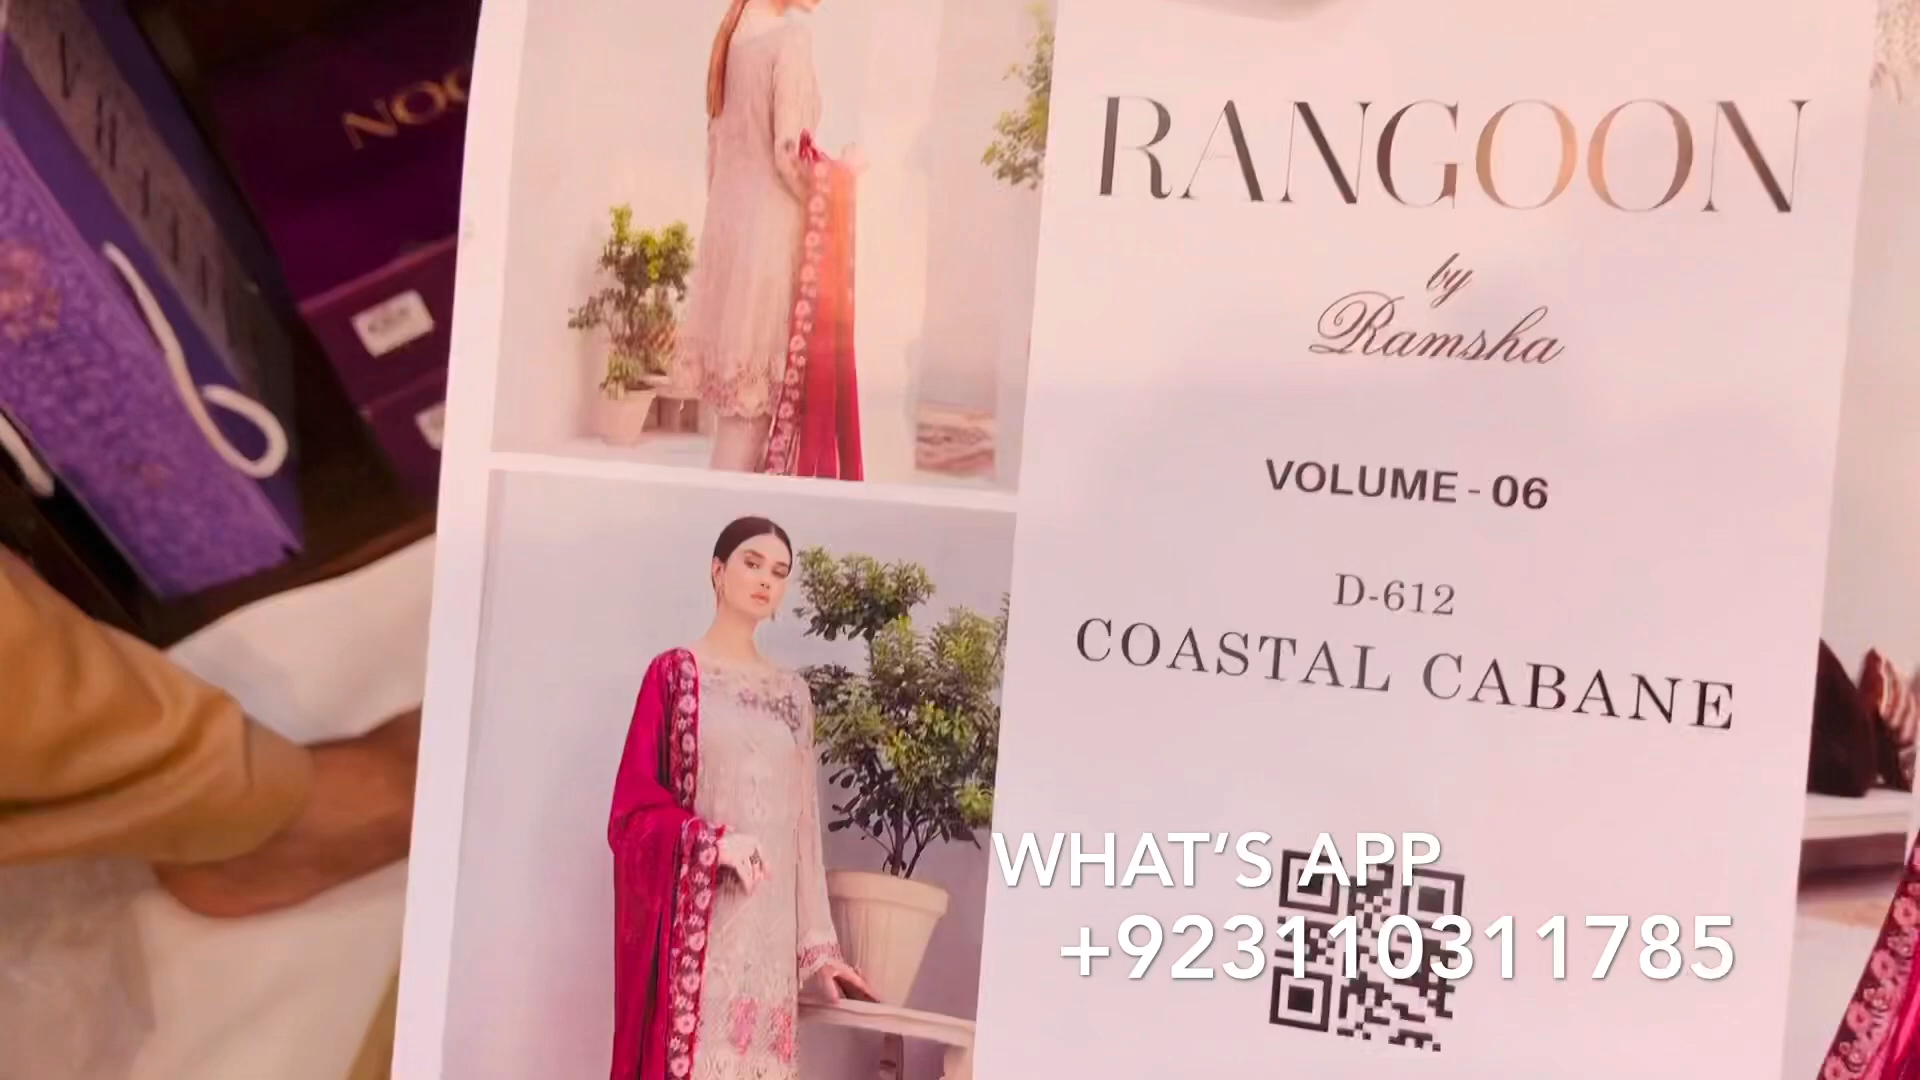 RANGOON
by
Ramsha
VOLUME - 06
D-612
COASTAL CABANE
WHAT'S APP
+923110311785